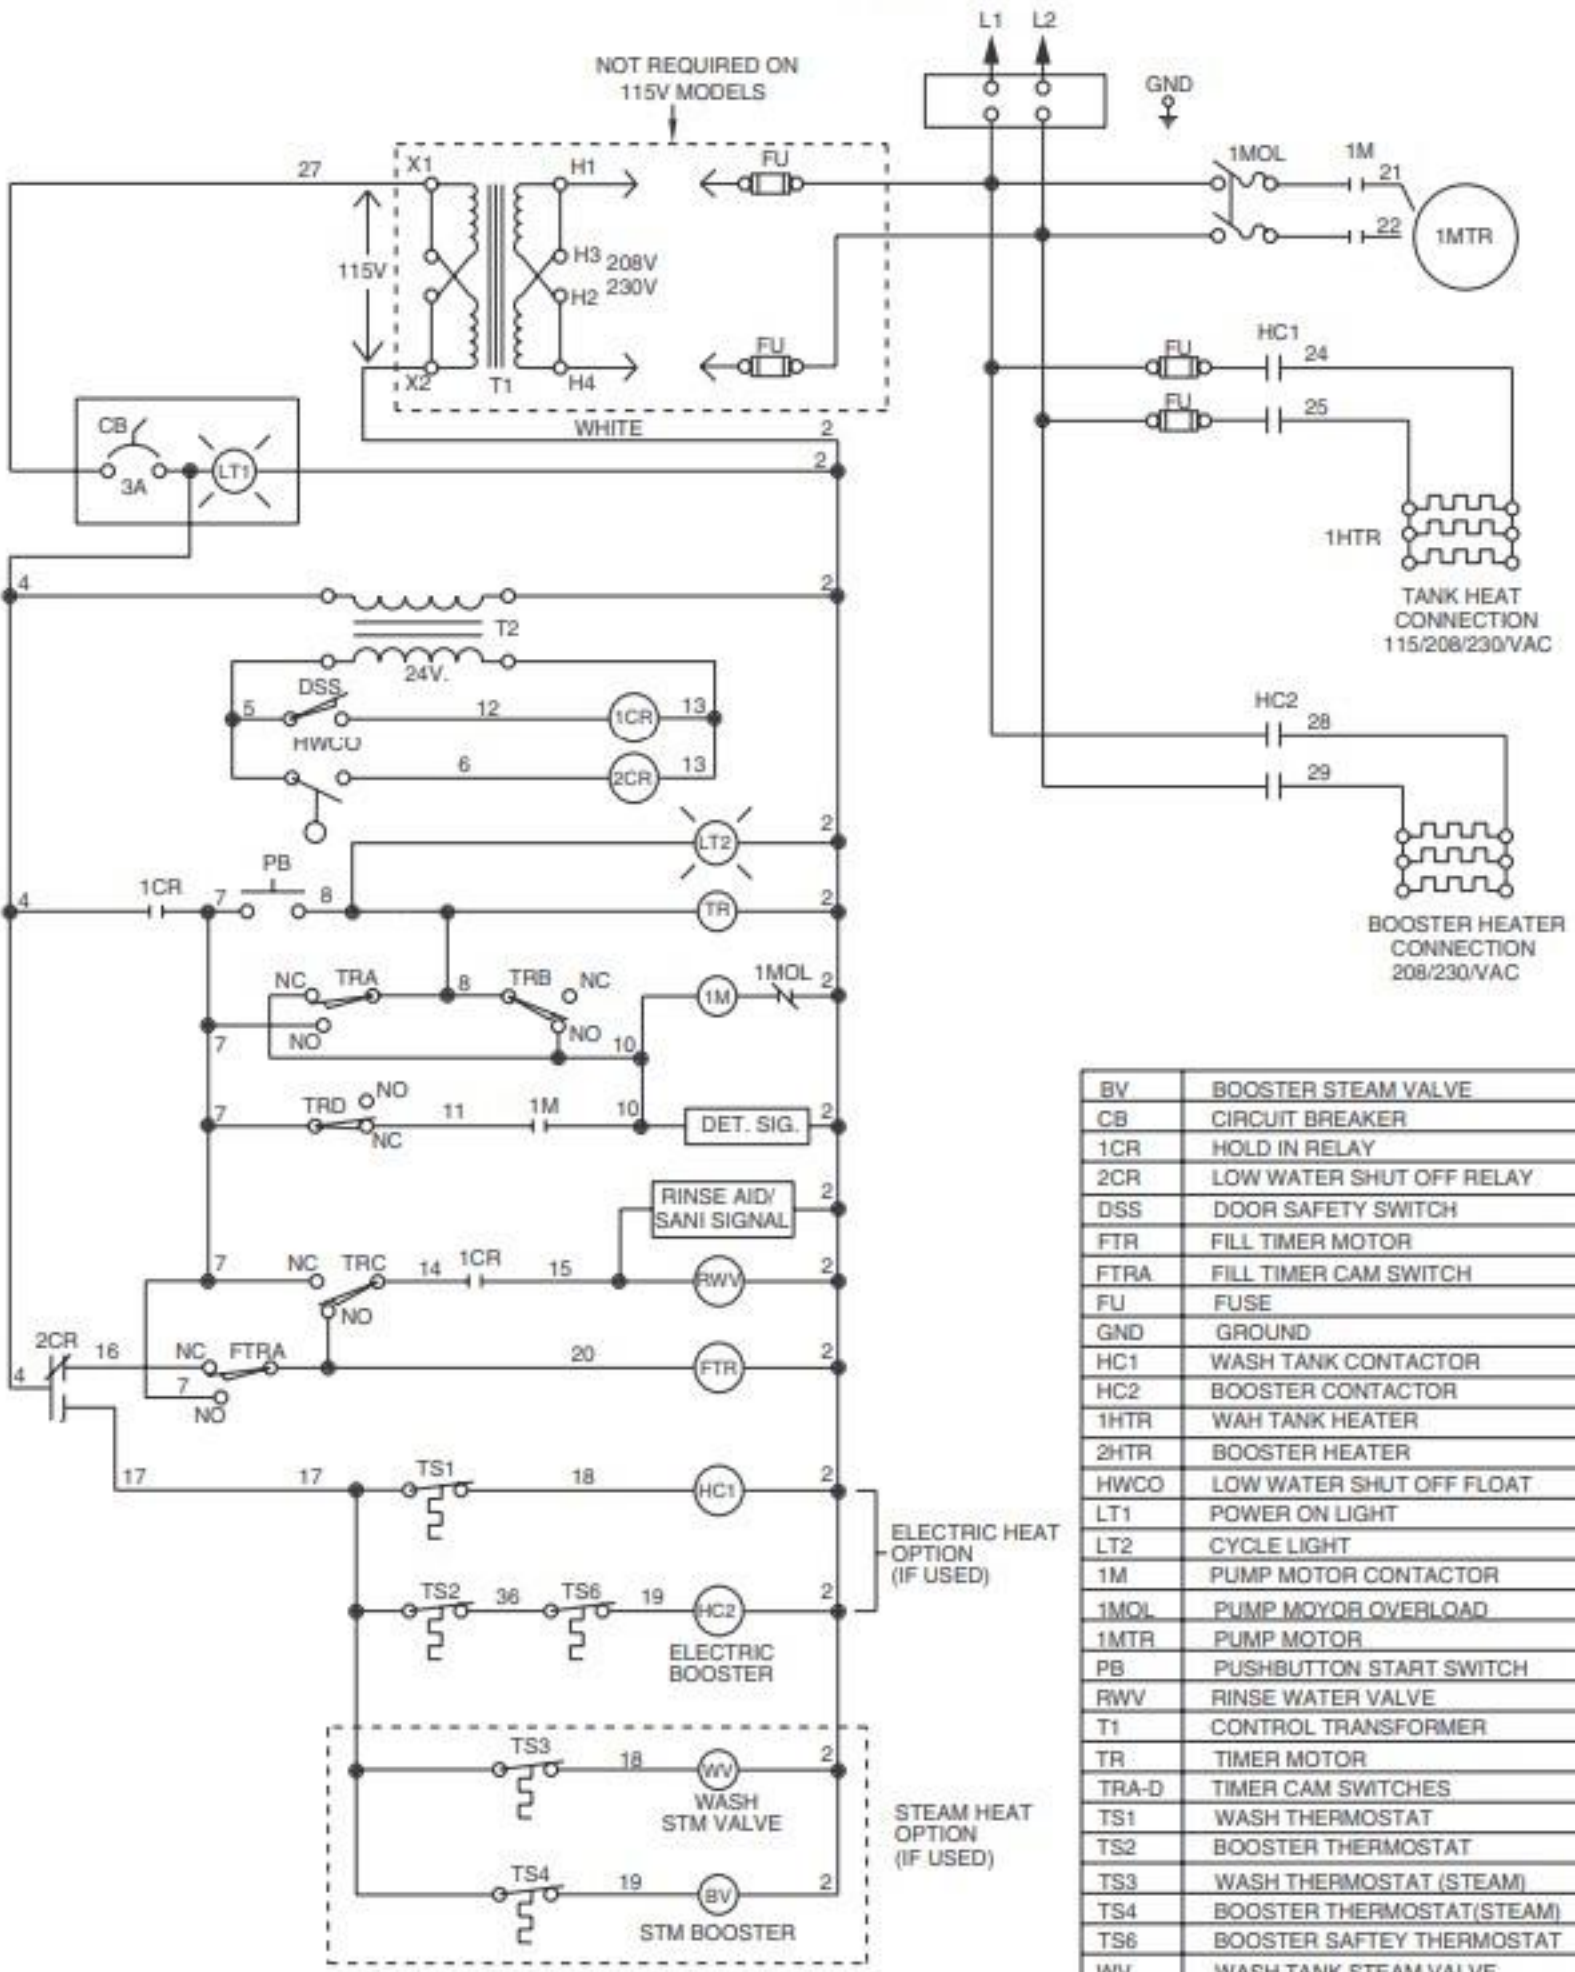 L1 L2
NOT REQUIRED ON
115V MODELS
GND
27
X1
H1
FU
1MOL
1M
21
22
1MTR
115V
H3 208V
H2 230V
X2
T1
H4
FU
FU
HC1
24
FU
25
WHITE
2
2
CB
3A
LT1
1HTR
TANK HEAT
CONNECTION
115/208/230/VAC
4
2
T2
24V.
DSS
5
12
1CR
13
HWCO
6
2CR
13
HC2
28
29
LT2
2
BOOSTER HEATER
CONNECTION
208/230/VAC
4
1CR
7
PB
8
TR
2
NC TRA
8
TRB
NC
1M
1MOL
2
7
NO
NO
10
7
TRD
NO
NC
11
1M
10
DET. SIG.
2
RINSE AID/
SANI SIGNAL
2
7
NC TRC
14
1CR
15
RWV
2
NO
2CR
16
NC FTRA
20
FTR
2
4
7
NO
17
17
TS1
18
HC1
2
ELECTRIC HEAT
OPTION
(IF USED)
TS2
36
TS6
19
HC2
2
ELECTRIC
BOOSTER
TS3
18
WV
2
WASH
STM VALVE
STEAM HEAT
OPTION
(IF USED)
TS4
19
BV
2
STM BOOSTER
BV BOOSTER STEAM VALVE
CB CIRCUIT BREAKER
1CR HOLD IN RELAY
2CR LOW WATER SHUT OFF RELAY
DSS DOOR SAFETY SWITCH
FTR FILL TIMER MOTOR
FTRA FILL TIMER CAM SWITCH
FU FUSE
GND GROUND
HC1 WASH TANK CONTACTOR
HC2 BOOSTER CONTACTOR
1HTR WAH TANK HEATER
2HTR BOOSTER HEATER
HWCO LOW WATER SHUT OFF FLOAT
LT1 POWER ON LIGHT
LT2 CYCLE LIGHT
1M PUMP MOTOR CONTACTOR
1MOL PUMP MOYOR OVERLOAD
1MTR PUMP MOTOR
PB PUSHBUTTON START SWITCH
RWV RINSE WATER VALVE
T1 CONTROL TRANSFORMER
TR TIMER MOTOR
TRA-D TIMER CAM SWITCHES
TS1 WASH THERMOSTAT
TS2 BOOSTER THERMOSTAT
TS3 WASH THERMOSTAT (STEAM)
TS4 BOOSTER THERMOSTAT(STEAM)
TS6 BOOSTER SAFTEY THERMOSTAT
WV WASH TANK STEAM VALVE